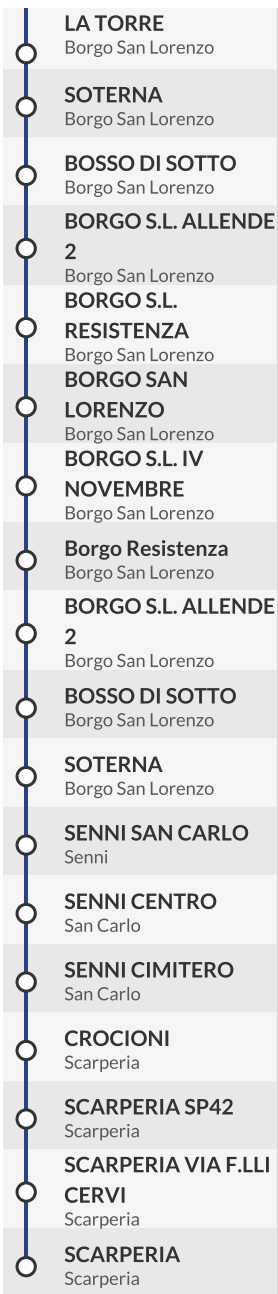 LA TORRE
Borgo San Lorenzo
SOTERNA
Borgo San Lorenzo
BOSSO DI SOTTO
Borgo San Lorenzo
BORGO S.L. ALLENDE
2
Borgo San Lorenzo
BORGO S.L.
RESISTENZA
Borgo San Lorenzo
BORGO SAN
LORENZO
Borgo San Lorenzo
BORGO S.L. IV
NOVEMBRE
Borgo San Lorenzo
Borgo Resistenza
Borgo San Lorenzo
BORGO S.L. ALLENDE
2
Borgo San Lorenzo
BOSSO DI SOTTO
Borgo San Lorenzo
SOTERNA
Borgo San Lorenzo
SENNI SAN CARLO
Senni
SENNI CENTRO
San Carlo
SENNI CIMITERO
San Carlo
CROCIONI
Scarperia
SCARPERIA SP42
Scarperia
SCARPERIA VIA F.LLI
CERVI
Scarperia
SCARPERIA
Scarperia